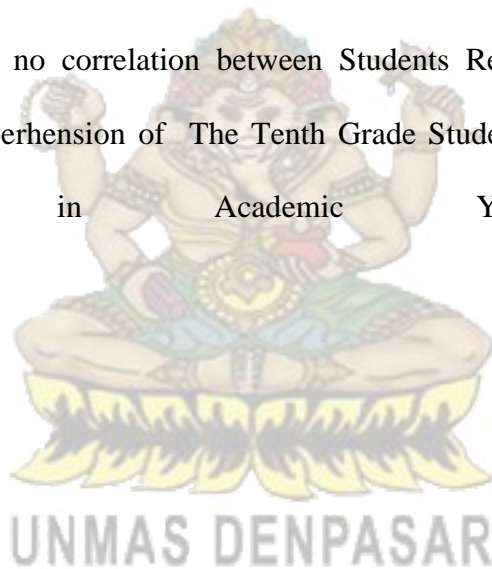 no correlation between Students Re
erhension of The Tenth Grade Stude
in Academic Y
UNMAS DENPASAR